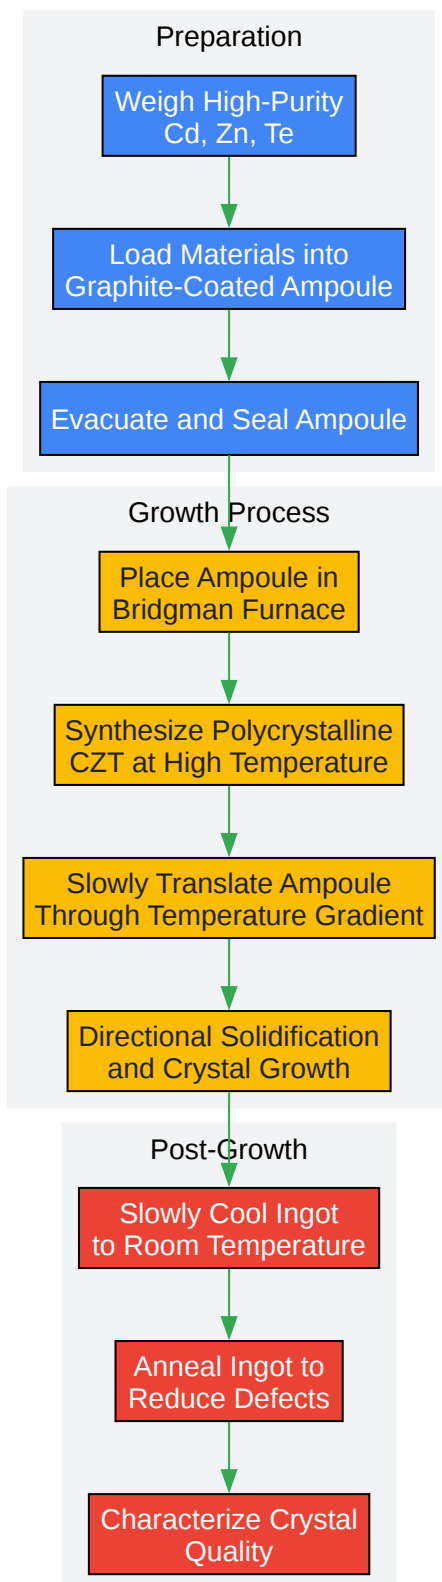 Preparation
Weigh High-Purity
Cd, Zn, Te
Load Materials into
Graphite-Coated Ampoule
Evacuate and Seal Ampoule
Growth Process
Place Ampoule in
Bridgman Furnace
Synthesize Polycrystalline
CZT at High Temperature
Slowly Translate Ampoule
Through Temperature Gradient
Directional Solidification
and Crystal Growth
Post-Growth
Slowly Cool Ingot
to Room Temperature
Anneal Ingot to
Reduce Defects
Characterize Crystal
Quality